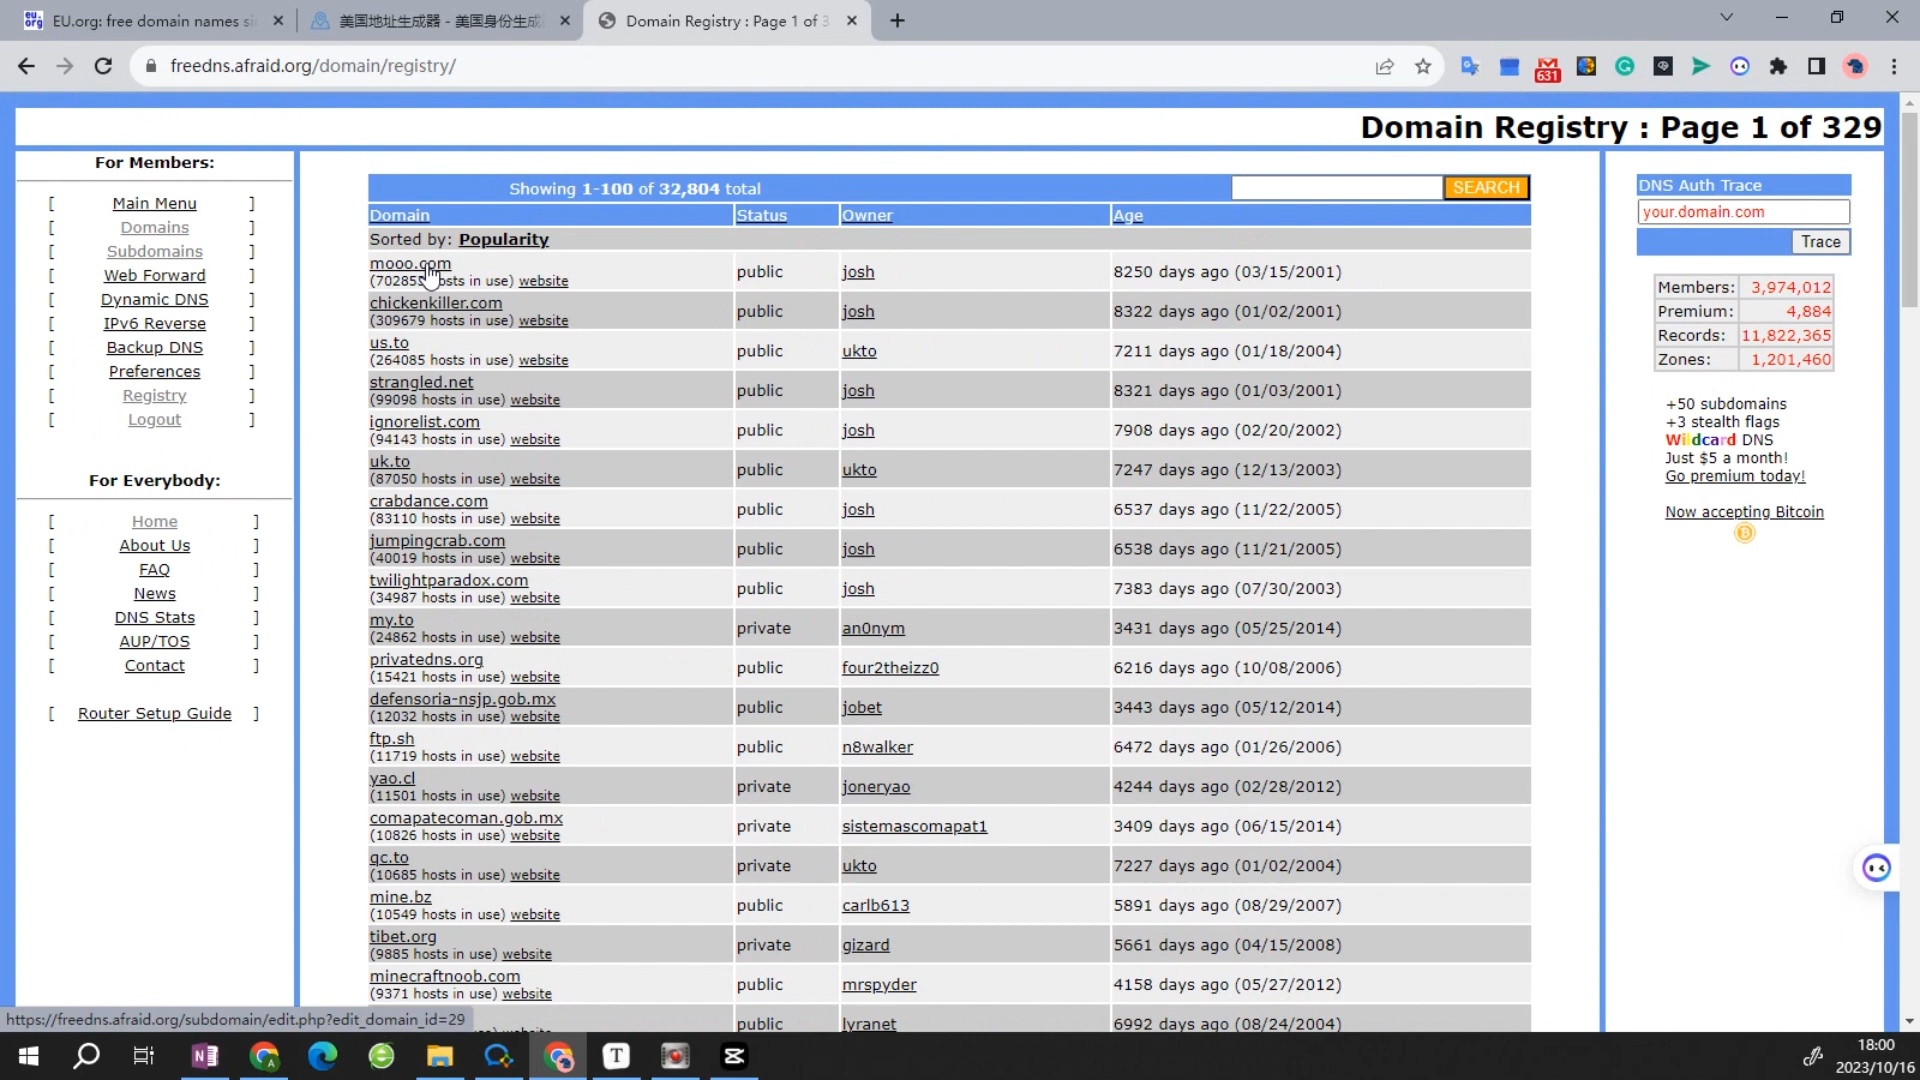 EU.org: free domain names si
美国地址生成器 - 美国身份生成
Domain Registry : Page 1 of 3
freedns.afraid.org/domain/registry/
631
Domain Registry : Page 1 of 329
For Members:
[ Main Menu ]
[ Domains ]
[ Subdomains ]
[ Web Forward ]
[ Dynamic DNS ]
[ IPv6 Reverse ]
[ Backup DNS ]
[ Preferences ]
[ Registry ]
[ Logout ]
For Everybody:
[ Home ]
[ About Us ]
[ FAQ ]
[ News ]
[ DNS Stats ]
[ AUP/TOS ]
[ Contact ]
[ Router Setup Guide ]
Showing 1-100 of 32,804 total SEARCH
Domain Status Owner Age
Sorted by: Popularity
mooo.com
hosts in use) website public josh 8250 days ago (03/15/2001)
chickenkiller.com
(309679 hosts in use) website public josh 8322 days ago (01/02/2001)
us.to
(264085 hosts in use) website public ukto 7211 days ago (01/18/2004)
strangled.net
(99098 hosts in use) website public josh 8321 days ago (01/03/2001)
ignorelist.com
(94143 hosts in use) website public josh 7908 days ago (02/20/2002)
uk.to
(87050 hosts in use) website public ukto 7247 days ago (12/13/2003)
crabdance.com
(83110 hosts in use) website public josh 6537 days ago (11/22/2005)
jumpingcrab.com
(40019 hosts in use) website public josh 6538 days ago (11/21/2005)
twilightparadox.com
(34987 hosts in use) website public josh 7383 days ago (07/30/2003)
my.to
(24862 hosts in use) website private an0nym 3431 days ago (05/25/2014)
privatedns.org
(15421 hosts in use) website public four2theizz0 6216 days ago (10/08/2006)
defensoria-nsjp.gob.mx
(12032 hosts in use) website public jobet 3443 days ago (05/12/2014)
ftp.sh
(11719 hosts in use) website public n8walker 6472 days ago (01/26/2006)
yao.cl
(11501 hosts in use) website private joneryao 4244 days ago (02/28/2012)
comapatecoman.gob.mx
(10826 hosts in use) website private sistemascomapat1 3409 days ago (06/15/2014)
qc.to
(10685 hosts in use) website private ukto 7227 days ago (01/02/2004)
mine.bz
(10549 hosts in use) website public carlb613 5891 days ago (08/29/2007)
tibet.org
(9885 hosts in use) website private gizard 5661 days ago (04/15/2008)
minecraftnoob.com
(9371 hosts in use) website public mrspyder 4158 days ago (05/27/2012)
public lyranet 6992 days ago (08/24/2004)
DNS Auth Trace
your.domain.com
Trace
Members: 3,974,012
Premium: 4,884
Records: 11,822,365
Zones: 1,201,460
+50 subdomains
+3 stealth flags
Wildcard DNS
Just $5 a month!
Go premium today!
Now accepting Bitcoin
https://freedns.afraid.org/subdomain/edit.php?edit_domain_id=29
18:00
2023/10/16